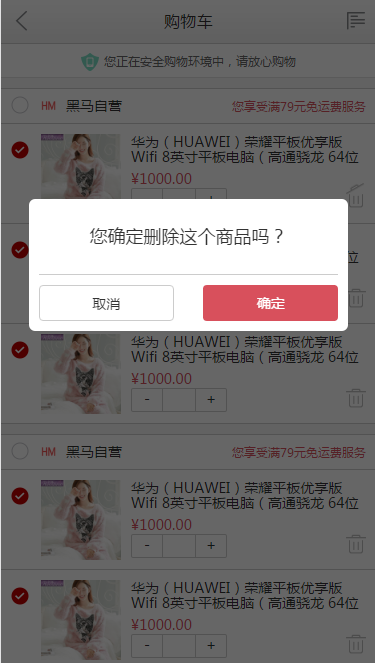 购物车
您正在安全购物环境中，请放心购物
HM 黑马自营 您享受满79元免运费服务
华为（HUAWEI）荣耀平板优享版
Wifi 8英寸平板电脑（高通骁龙 64位
¥1000.00
您确定删除这个商品吗？
取消 确定
华为（HUAWEI）荣耀平板优享版
Wifi 8英寸平板电脑（高通骁龙 64位
¥1000.00
- +
HM 黑马自营 您享受满79元免运费服务
华为（HUAWEI）荣耀平板优享版
Wifi 8英寸平板电脑（高通骁龙 64位
¥1000.00
- +
华为（HUAWEI）荣耀平板优享版
Wifi 8英寸平板电脑（高通骁龙 64位
¥1000.00
- +